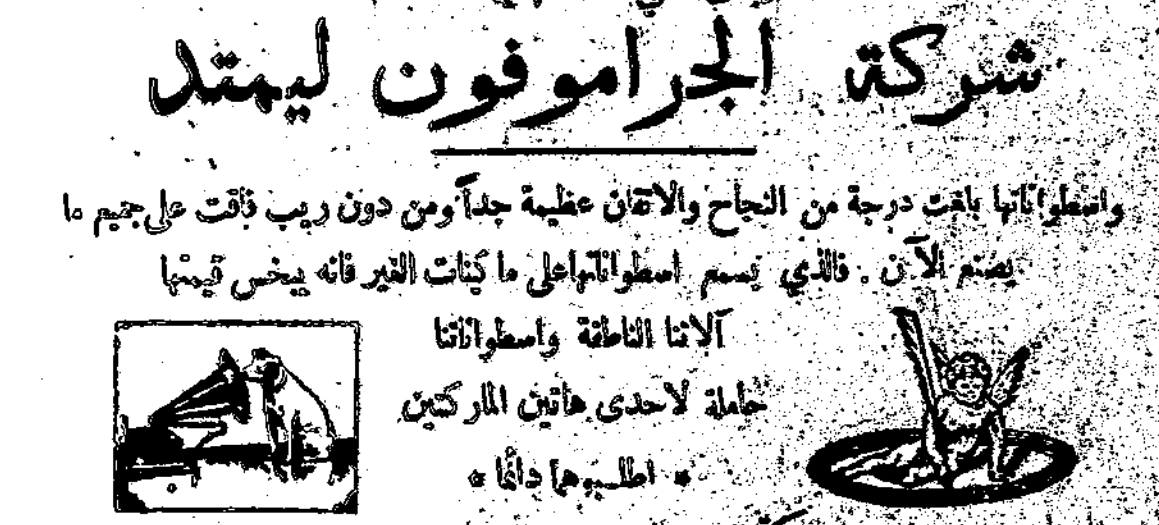 شركة الجراموفون ليمتد
واسطواناتها بلغت درجة من النجاح والاتقان عظيمة جداً ومن دون ريب فاقت على جميع ما
يصنع الآن . فالذي يسمع اسطواناتها على ماكنات الغير فانه يبخس قيمتها
آلاتنا الناطقة واسطواناتنا
حاملة لاحدى هاتين الماركتين
* اطلبوها دائما *